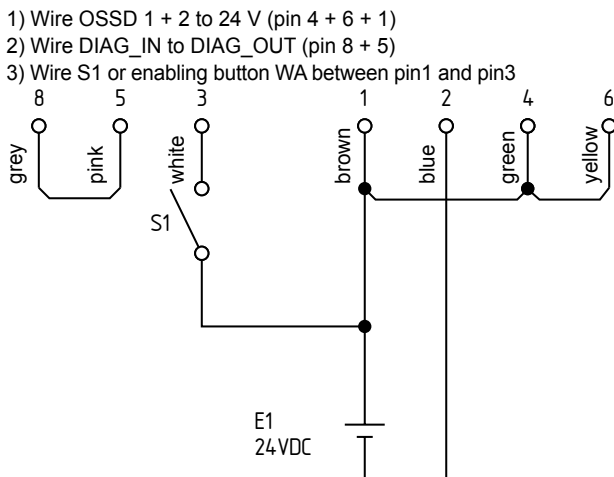 1) Wire OSSD 1 + 2 to 24 V (pin 4 + 6 + 1)
2) Wire DIAG_IN to DIAG_OUT (pin 8 + 5)
3) Wire S1 or enabling button WA between pin1 and pin3
8 5 3 1 2 4 6
grey pink white brown blue green yellow
S1
E1
24VDC